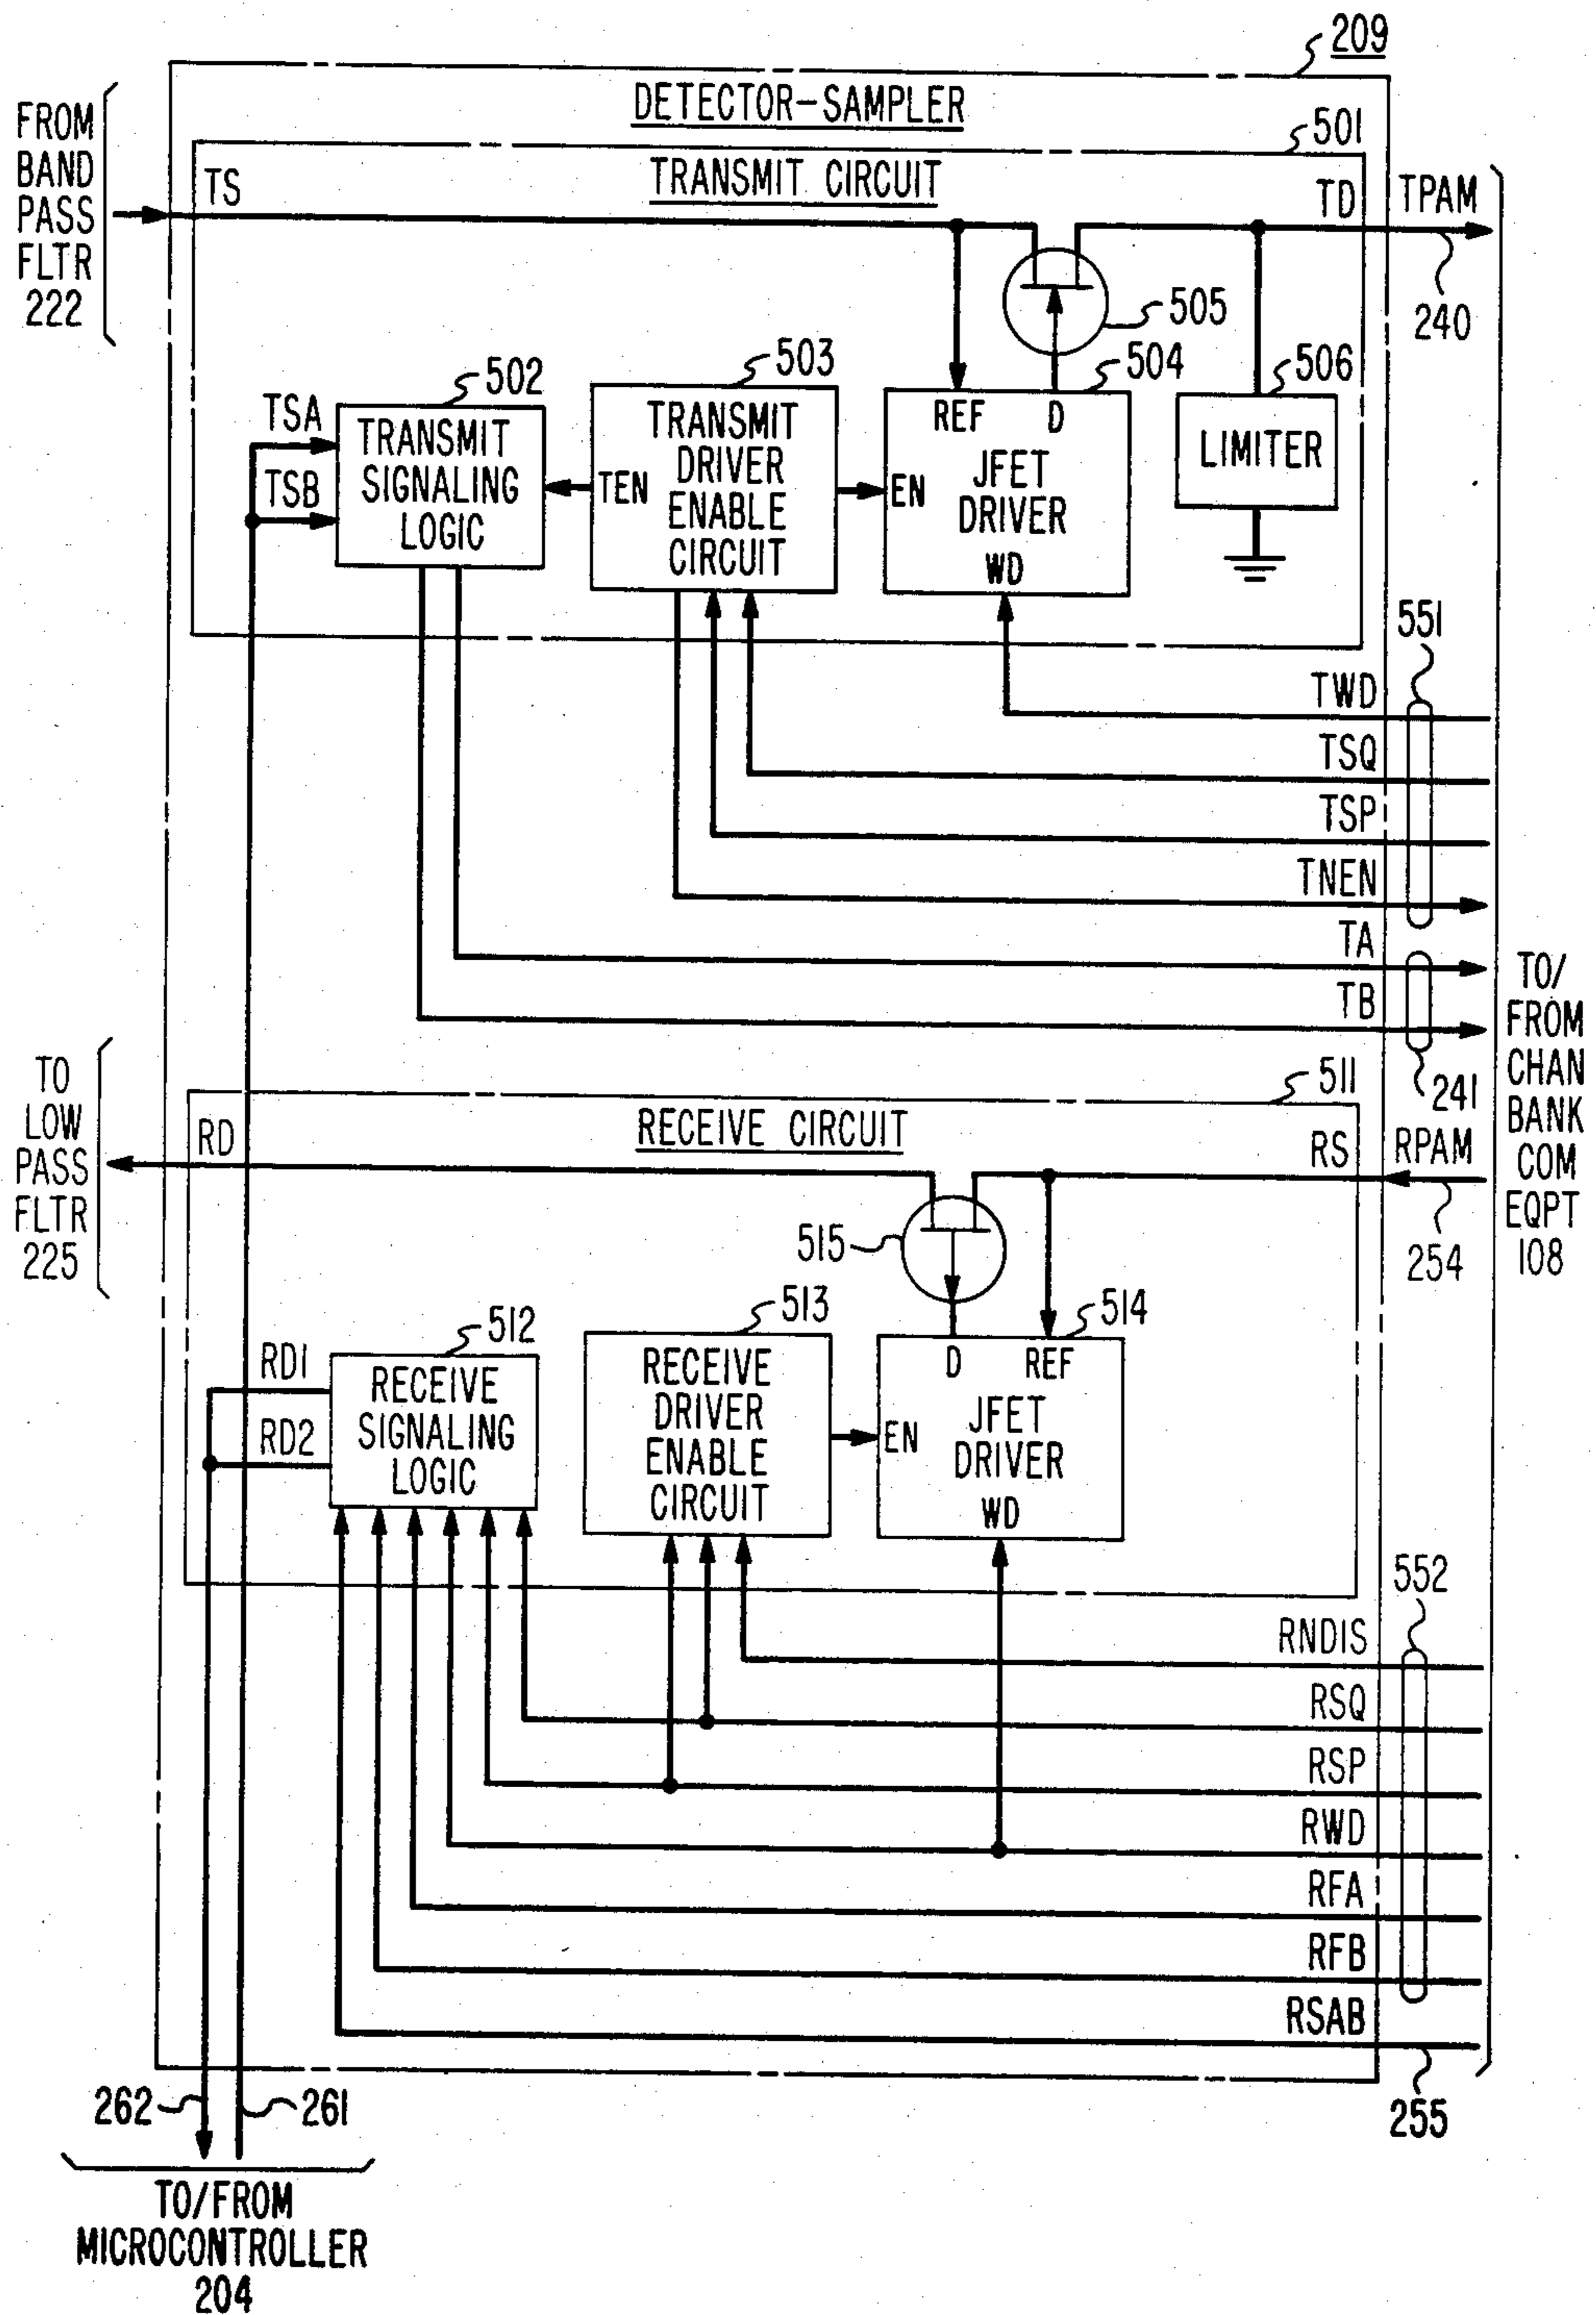 209
DETECTOR-SAMPLER
501
TRANSMIT CIRCUIT
FROM
BAND
PASS
FLTR
222
TS
TD
TPAM
240
505
504
506
503
502
TSA
TSB
TRANSMIT
SIGNALING
LOGIC
TEN
TRANSMIT
DRIVER
ENABLE
CIRCUIT
REF
D
EN
JFET
DRIVER
WD
LIMITER
551
TWD
TSQ
TSP
TNEN
TA
TB
241
TO/
FROM
CHAN
BANK
COM
EQPT
108
511
RECEIVE CIRCUIT
TO
LOW
PASS
FLTR
225
RD
RS
RPAM
254
515
514
513
512
RD1
RD2
RECEIVE
SIGNALING
LOGIC
RECEIVE
DRIVER
ENABLE
CIRCUIT
D
REF
EN
JFET
DRIVER
WD
552
RNDIS
RSQ
RSP
RWD
RFA
RFB
RSAB
255
262
261
TO/FROM
MICROCONTROLLER
204